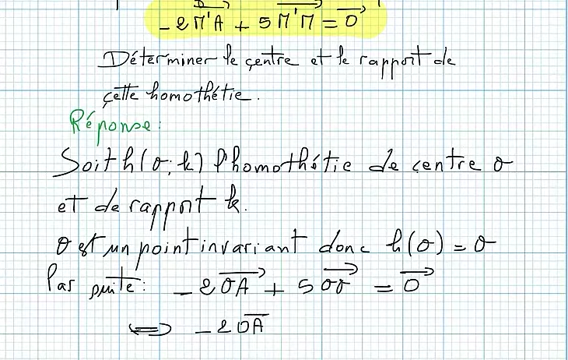 -2M'A + 5M'M = 0
Déterminer le centre et le rapport de
cette homothétie.
Réponse:
Soit h(O; k) l'homothétie de centre O
et de rapport k.
O est un point invariant donc h(O) = O
Par suite: -2OA + 5OO = 0
⟺ -2OA